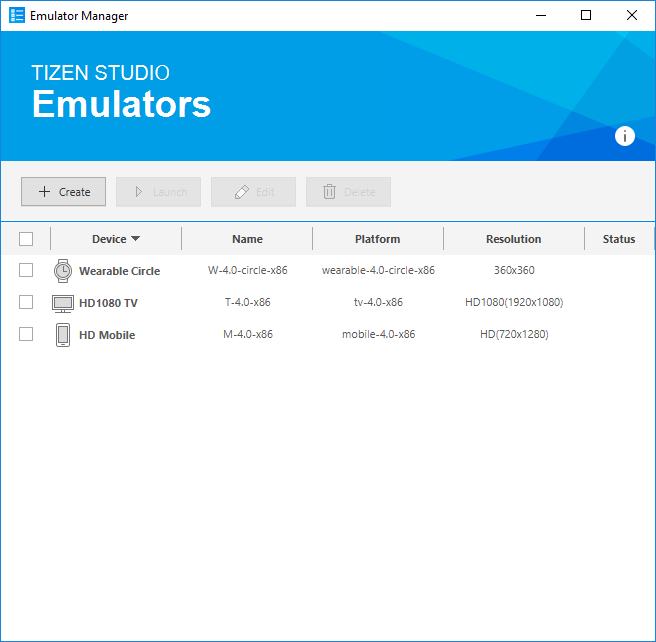 Emulator Manager
TIZEN STUDIO
Emulators
Create Launch Edit Delete
Device Name Platform Resolution Status
Wearable Circle W-4.0-circle-x86 wearable-4.0-circle-x86 360x360
HD1080 TV T-4.0-x86 tv-4.0-x86 HD1080(1920x1080)
HD Mobile M-4.0-x86 mobile-4.0-x86 HD(720x1280)